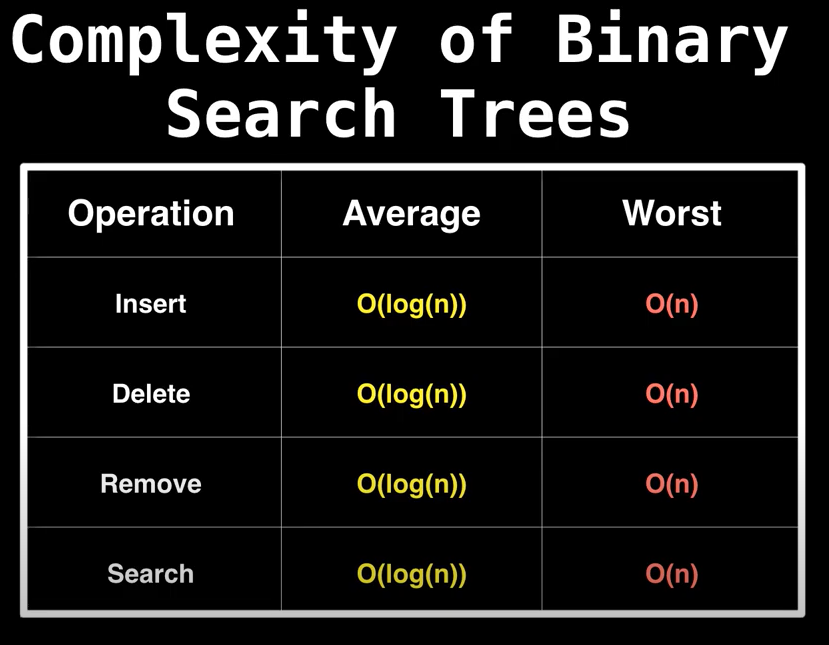 Complexity of Binary
Search Trees
Operation Average Worst
Insert O(log(n)) O(n)
Delete O(log(n)) O(n)
Remove O(log(n)) O(n)
Search O(log(n)) O(n)